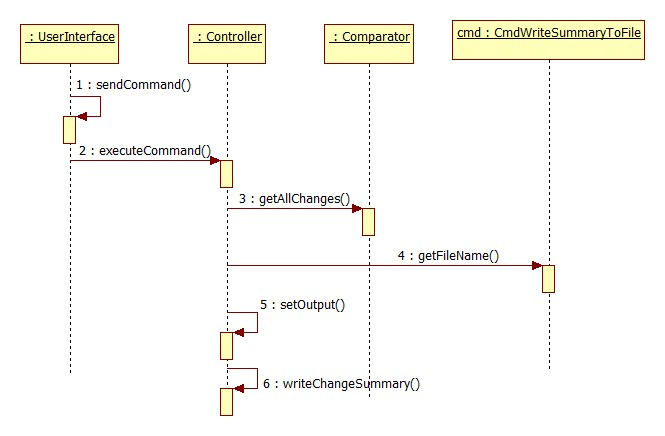 : UserInterface
: Controller
: Comparator
cmd : CmdWriteSummaryToFile
1 : sendCommand()
2 : executeCommand()
3 : getAllChanges()
4 : getFileName()
5 : setOutput()
6 : writeChangeSummary()